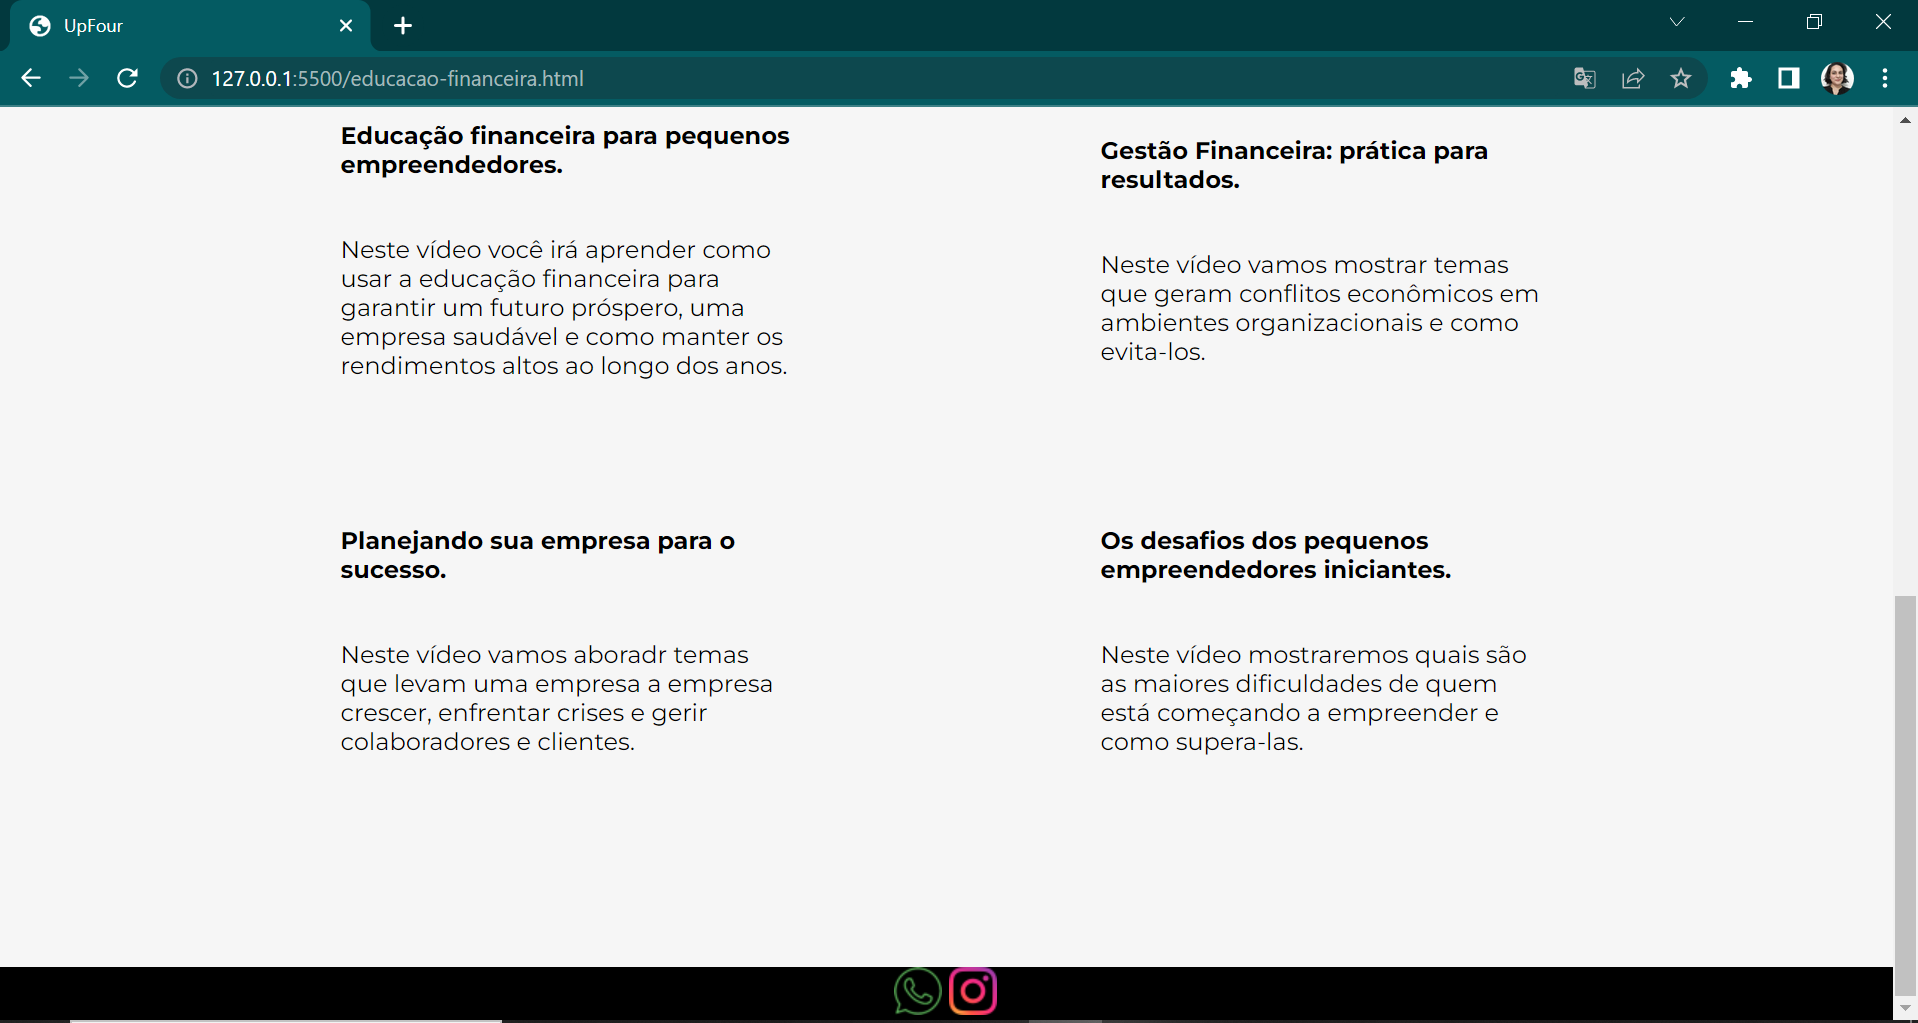 UpFour
127.0.0.1:5500/educacao-financeira.html
Educação financeira para pequenos
empreendedores.
Neste vídeo você irá aprender como
usar a educação financeira para
garantir um futuro próspero, uma
empresa saudável e como manter os
rendimentos altos ao longo dos anos.
Gestão Financeira: prática para
resultados.
Neste vídeo vamos mostrar temas
que geram conflitos econômicos em
ambientes organizacionais e como
evita-los.
Planejando sua empresa para o
sucesso.
Neste vídeo vamos aboradr temas
que levam uma empresa a empresa
crescer, enfrentar crises e gerir
colaboradores e clientes.
Os desafios dos pequenos
empreendedores iniciantes.
Neste vídeo mostraremos quais são
as maiores dificuldades de quem
está começando a empreender e
como supera-las.